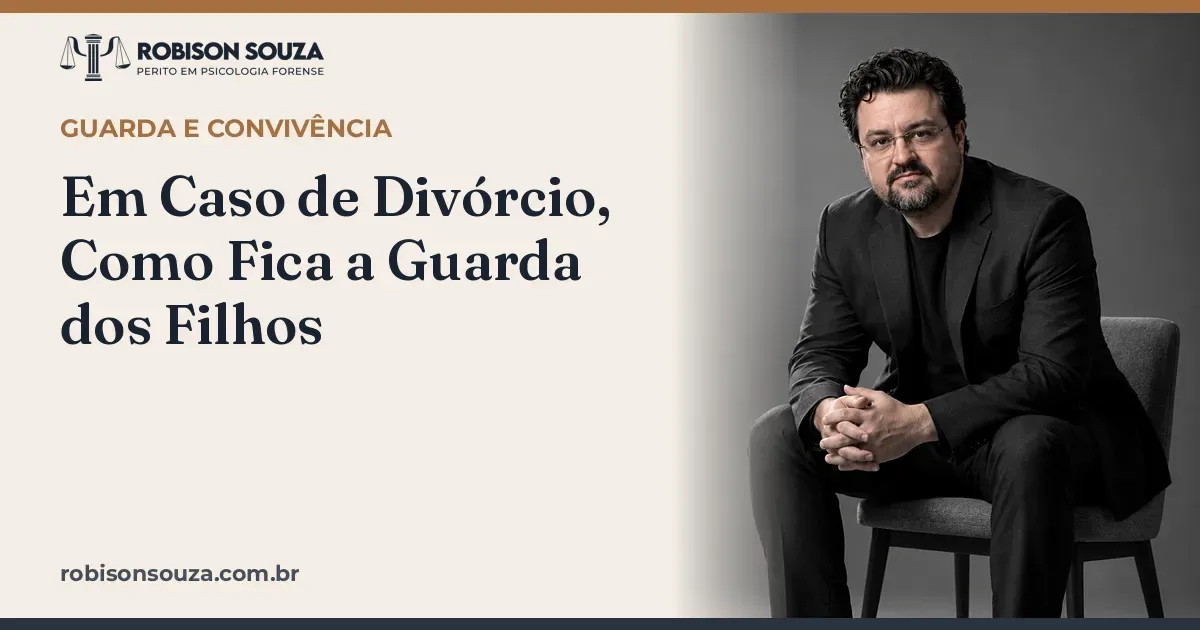 ROBISON SOUZA
PERITO EM PSICOLOGIA FORENSE
GUARDA E CONVIVÊNCIA
Em Caso de Divórcio,
Como Fica a Guarda
dos Filhos
robisonsouza.com.br